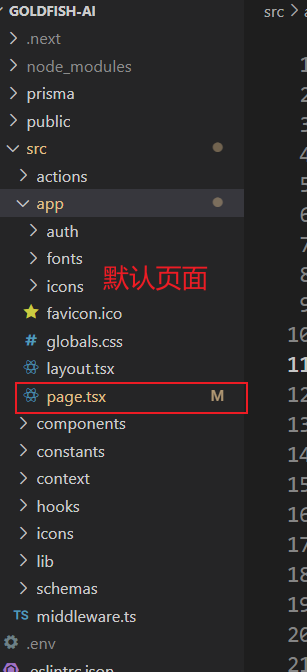 GOLDFISH-AI
src
.next
node_modules
prisma
public
src
actions
app
auth
fonts
icons
默认页面
favicon.ico
# globals.css
layout.tsx
page.tsx M
components
constants
context
hooks
icons
lib
schemas
TS middleware.ts
.env
.eslintrc.json
1
2
3
4
5
6
7
8
9
10
11
12
13
14
15
16
17
18
19
20
21